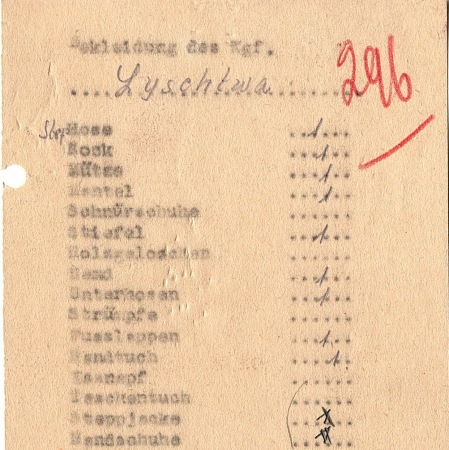 Bekleidung des Kgf.
....Lyschtwa.......
296
Hose ..1...
Rock ...1..
Mütze ...1..
Mantel ...1..
Schnürschuhe ......
Stiefel ...1..
Holzgaloschen ......
Hemd ...1..
Unterhosen ...1..
Strümpfe ......
Fusslappen ...1..
Handtuch ....1.
Essnapf ......
Taschentuch ......
Steppjacke
Handschuhe